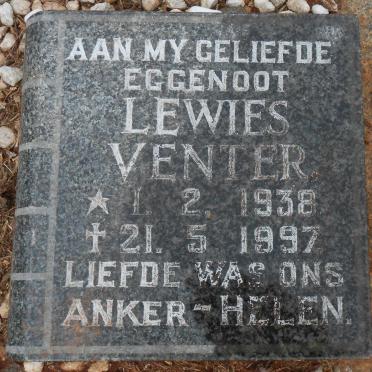 AAN MY GELIEFDE
EGGENOOT
LEWIES
VENTER.
★ 1. 2. 1938
✝ 21. 5. 1997
LIEFDE WAS ONS
ANKER - HELEN.